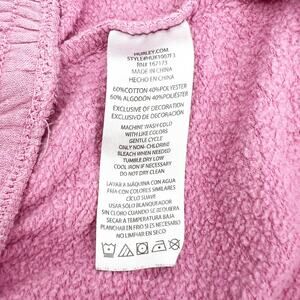 HURLEY.COM
RN# 167173
MADE IN CHINA
HECHO EN CHINA
60%COTTON 40%POLYESTER
60% ALGODÓN 40%POLIÉSTER
EXCLUSIVE OF DECORATION
EXCLUSIVO DE DECORACIÓN
MACHINE WASH COLD
WITH LIKE COLORS
GENTLE CYCLE
ONLY NON-CHLORINE
BLEACH WHEN NEEDED
TUMBLE DRY LOW
COOL IRON IF NECESSARY
DO NOT DRY CLEAN
LAVAR A MÁQUINA CON AGUA
FRÍA CON COLORES SIMILARES
CICLO SUAVE
USAR SÓLO BLANQUEADOR
SIN CLORO CUANDO SE REQUIERA
SECAR A TEMPERATURA BAJA
PLANCHAR EN FRÍO SI ES NECESARIO
NO LIMPIAR EN SECO